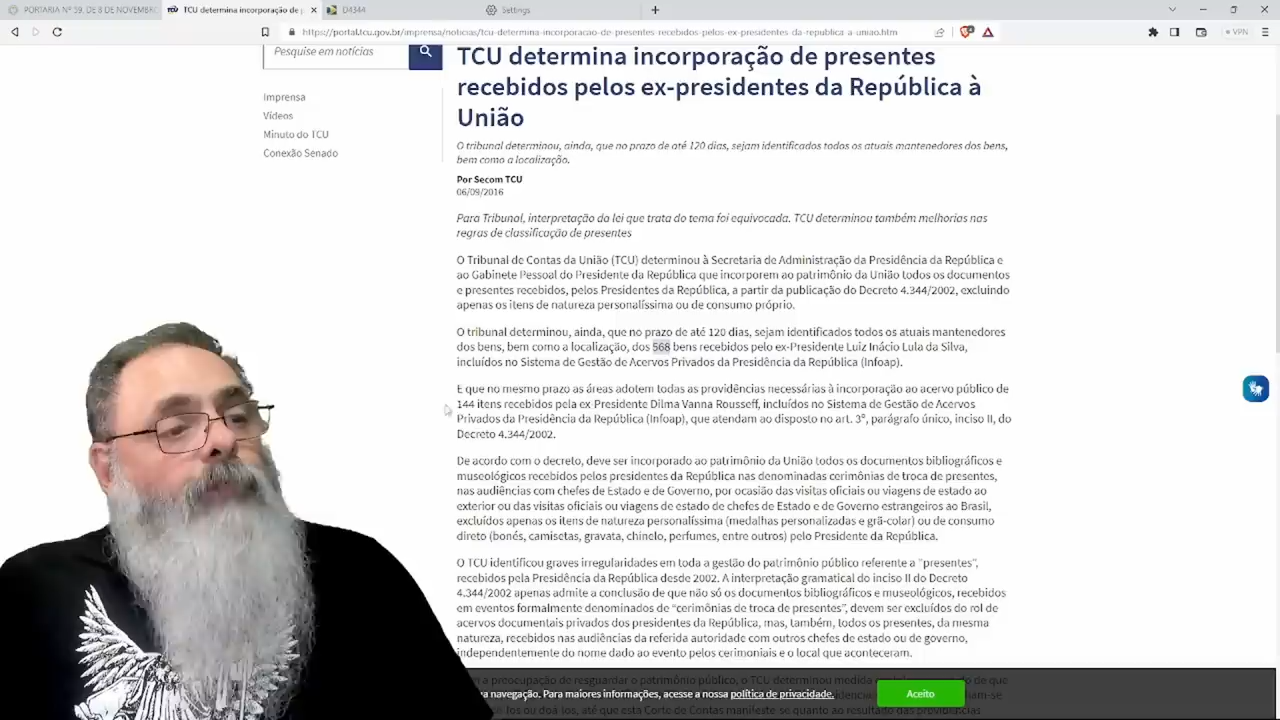 PORTARIA Nº 59, DE 8 DE NOVEMBRO
TCU determina incorporação de p
D4344
Settings
https://portal.tcu.gov.br/imprensa/noticias/tcu-determina-incorporacao-de-presentes-recebidos-pelos-ex-presidentes-da-republica-a-uniao.htm
VPN
Pesquise em notícias
TCU determina incorporação de presentes
recebidos pelos ex-presidentes da República à
União
Imprensa
Vídeos
Minuto do TCU
Conexão Senado
O tribunal determinou, ainda, que no prazo de até 120 dias, sejam identificados todos os atuais mantenedores dos bens,
bem como a localização.
Por Secom TCU
06/09/2016
Para Tribunal, interpretação da lei que trata do tema foi equivocada. TCU determinou também melhorias nas
regras de classificação de presentes
O Tribunal de Contas da União (TCU) determinou à Secretaria de Administração da Presidência da República e
ao Gabinete Pessoal do Presidente da República que incorporem ao patrimônio da União todos os documentos
e presentes recebidos, pelos Presidentes da República, a partir da publicação do Decreto 4.344/2002, excluindo
apenas os itens de natureza personalíssima ou de consumo próprio.
O tribunal determinou, ainda, que no prazo de até 120 dias, sejam identificados todos os atuais mantenedores
dos bens, bem como a localização, dos 568 bens recebidos pelo ex-Presidente Luiz Inácio Lula da Silva,
incluídos no Sistema de Gestão de Acervos Privados da Presidência da República (Infoap).
E que no mesmo prazo as áreas adotem todas as providências necessárias à incorporação ao acervo público de
144 itens recebidos pela ex Presidente Dilma Vanna Rousseff, incluídos no Sistema de Gestão de Acervos
Privados da Presidência da República (Infoap), que atendam ao disposto no art. 3º, parágrafo único, inciso II, do
Decreto 4.344/2002.
De acordo com o decreto, deve ser incorporado ao patrimônio da União todos os documentos bibliográficos e
museológicos recebidos pelos presidentes da República nas denominadas cerimônias de troca de presentes,
nas audiências com chefes de Estado e de Governo, por ocasião das visitas oficiais ou viagens de estado ao
exterior ou das visitas oficiais ou viagens de estado de chefes de Estado e de Governo estrangeiros ao Brasil,
excluídos apenas os itens de natureza personalíssima (medalhas personalizadas e grã-colar) ou de consumo
direto (bonés, camisetas, gravata, chinelo, perfumes, entre outros) pelo Presidente da República.
O TCU identificou graves irregularidades em toda a gestão do patrimônio público referente a "presentes",
recebidos pela Presidência da República desde 2002. A interpretação gramatical do inciso II do Decreto
4.344/2002 apenas admite a conclusão de que não só os documentos bibliográficos e museológicos, recebidos
em eventos formalmente denominados de "cerimônias de troca de presentes", devem ser excluídos do rol de
acervos documentais privados dos presidentes da República, mas, também, todos os presentes, da mesma
natureza, recebidos nas audiências da referida autoridade com outros chefes de estado ou de governo,
independentemente do nome dado ao evento pelos cerimoniais e o local que aconteceram.
a preocupação de resguardar o patrimônio público, o TCU determinou medida
navegação. Para maiores informações, acesse a nossa política de privacidade.
Aceito
los ou doá-los, até que esta Corte de Contas manifeste-se quanto ao resultado das providências